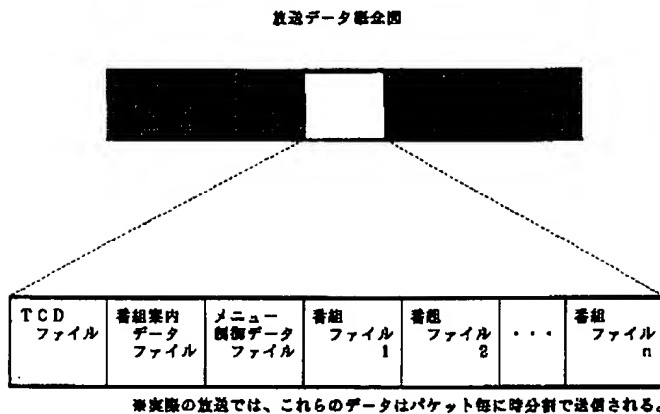 放送データ概念図
TCD
ファイル
番組案内
データ
ファイル
メニュー
制御データ
ファイル
番組
ファイル
1
番組
ファイル
2
・・・
番組
ファイル
n
※実際の放送では、これらのデータはパケット毎に時分割で送信される。